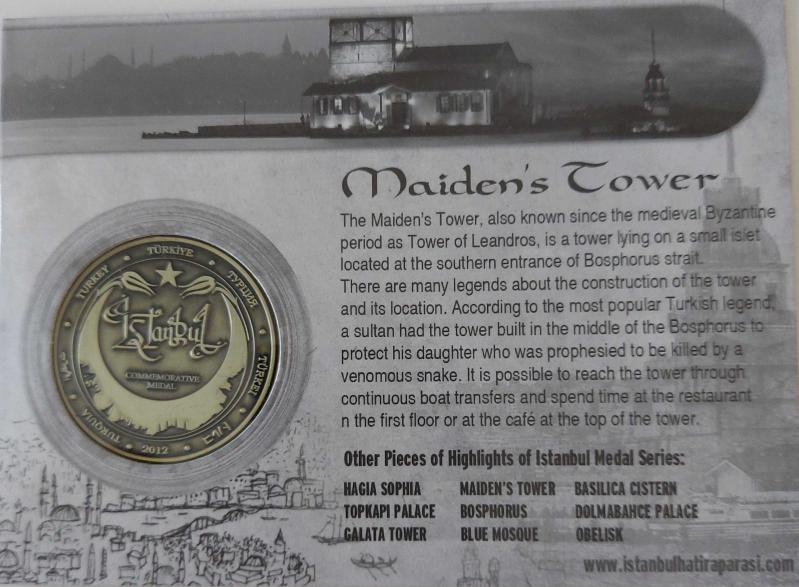 Maiden's Tower
The Maiden's Tower, also known since the medieval Byzantine
period as Tower of Leandros, is a tower lying on a small islet
located at the southern entrance of Bosphorus strait.
There are many legends about the construction of the tower
and its location. According to the most popular Turkish legend,
a sultan had the tower built in the middle of the Bosphorus to
protect his daughter who was prophesied to be killed by a
venomous snake. It is possible to reach the tower through
continuous boat transfers and spend time at the restaurant
n the first floor or at the café at the top of the tower.
TURKEY • TÜRKİYE • ТУРЦИЯ • TÜRKEI
TURQUIA • 2012
İstanbul
COMMEMORATIVE
MEDAL
Other Pieces of Highlights of Istanbul Medal Series:
HAGIA SOPHIA MAIDEN'S TOWER BASILICA CISTERN
TOPKAPI PALACE BOSPHORUS DOLMABAHCE PALACE
GALATA TOWER BLUE MOSQUE OBELISK
www.istanbulhatiraparasi.com